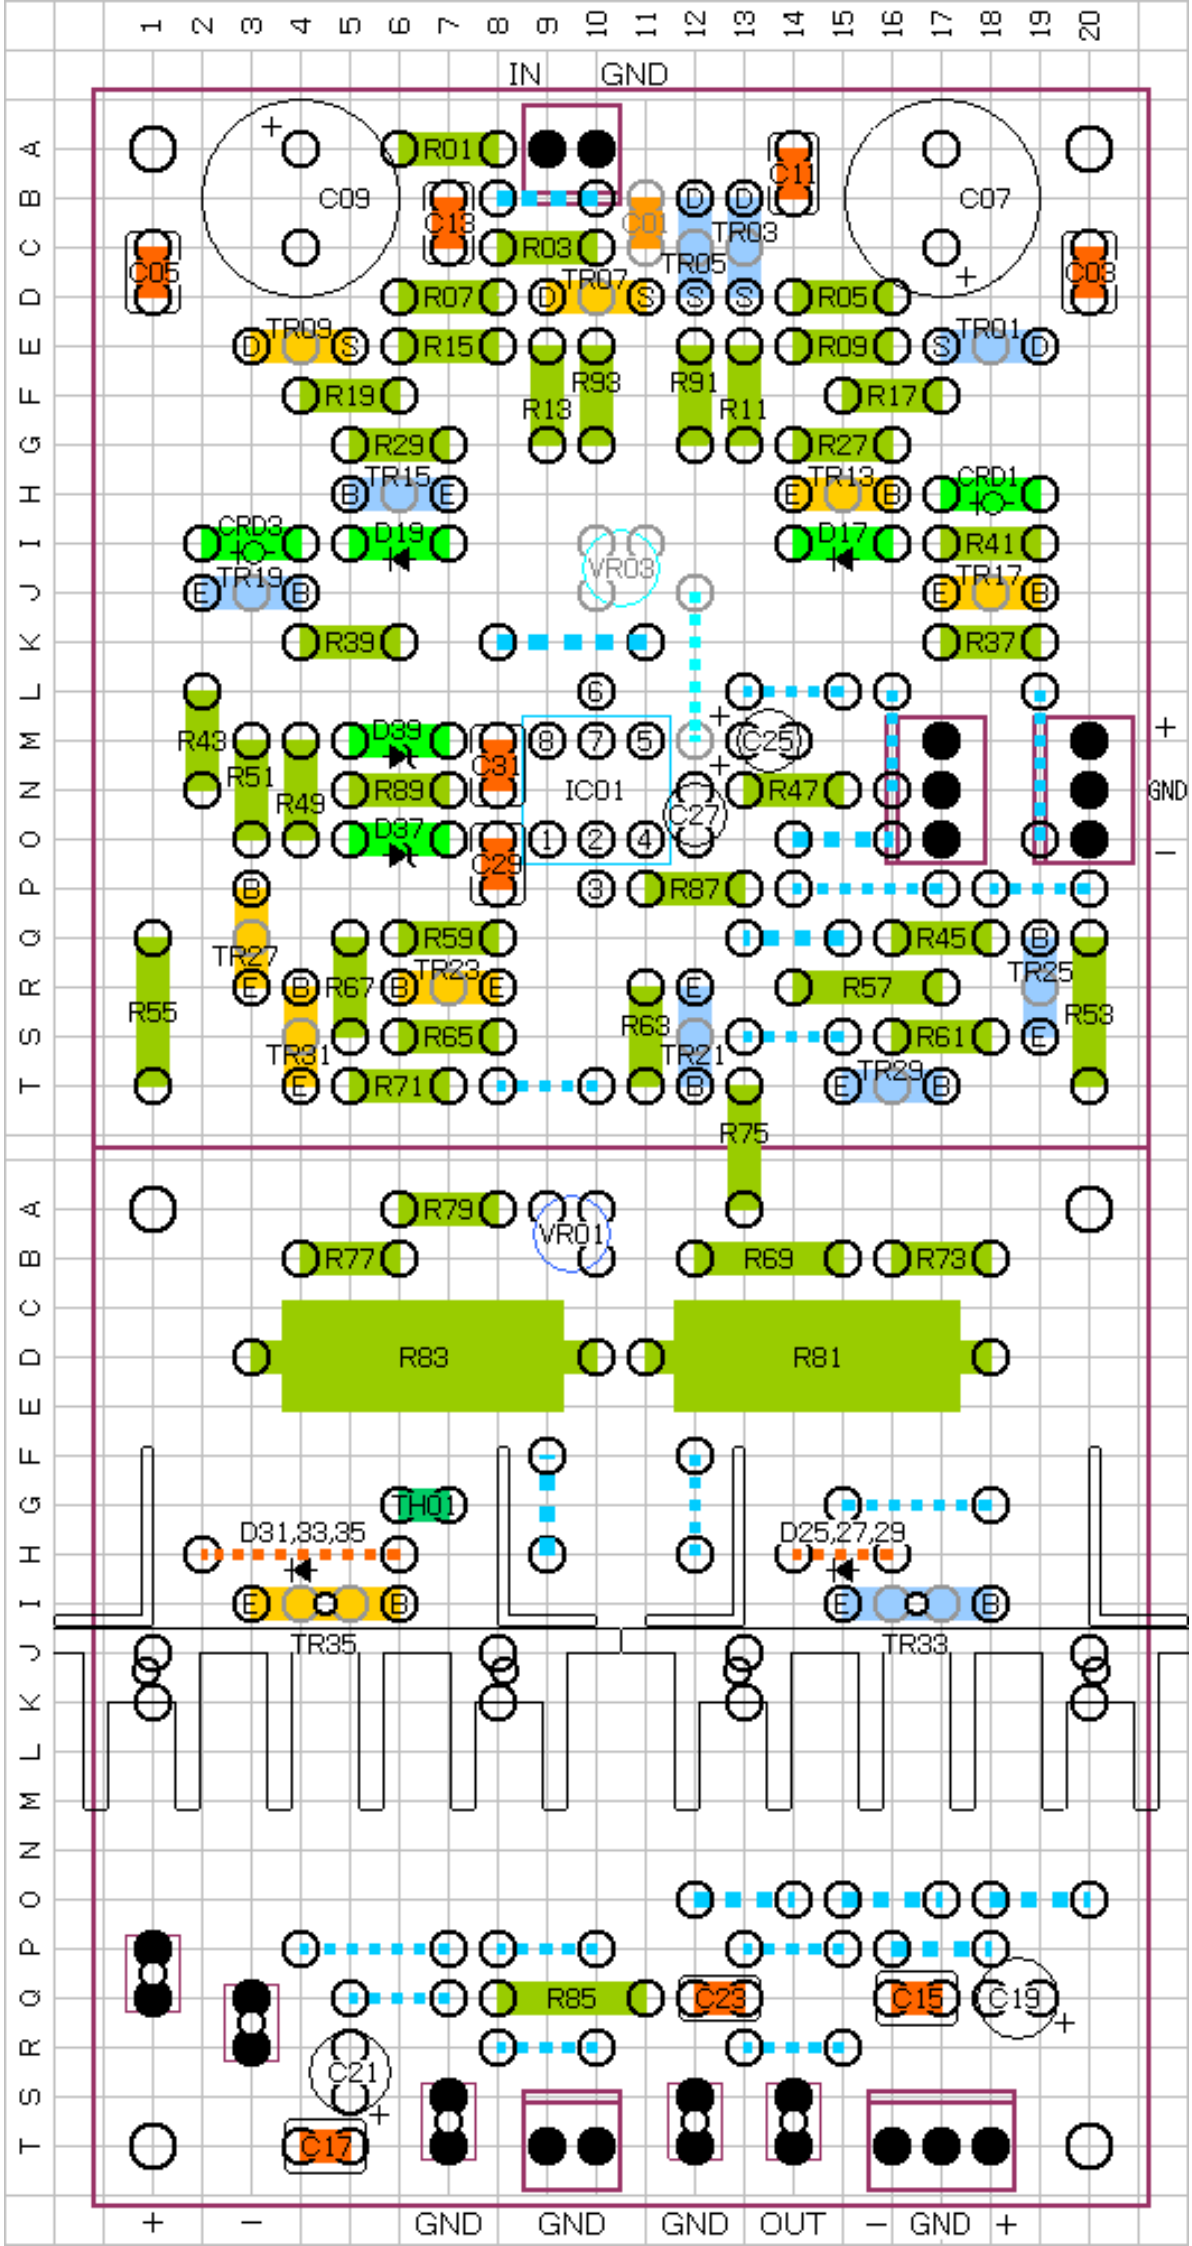 1 2 3 4 5 6 7 8 9 10 11 12 13 14 15 16 17 18 19 20
IN GND
A R01
C11
B C09 C13 C01 D D C07
TR03
C C05 R03 TR05 C03
TR07
D R07 D S S S R05
TR09 TR01
E D S R15 R09 S D
R93 R91
F R19 R13 R11 R17
G R29 R27
TR15 TR13 CRD1
H B E E B
CRD3 D19 D17
I R41
VR03
TR19 TR17
J E B E B
K R39 R37
L 6
D39 +
M R43 8 7 5 + C25 +
C31 +
R51
N R49 R89 IC01 C27 R47 GND
D37
O 1 2 4 −
C29
P B 3 R87
Q R59 R45 B
TR27 TR23 TR25
R R55 E B R67 B E E R57
R63 R53
S TR31 R65 TR21 R61 E
TR29
T E R71 B E B
R75
A R79
VR01
B R77 R69 R73
C
D R83 R81
E
F
G TH01
D31,33,35 D25,27,29
H
I E B E B
J TR35 TR33
K
L
M
N
O
P
Q R85 C23 C15 C19
+
R
C21
S
+
T C17
+ − GND GND GND OUT − GND +